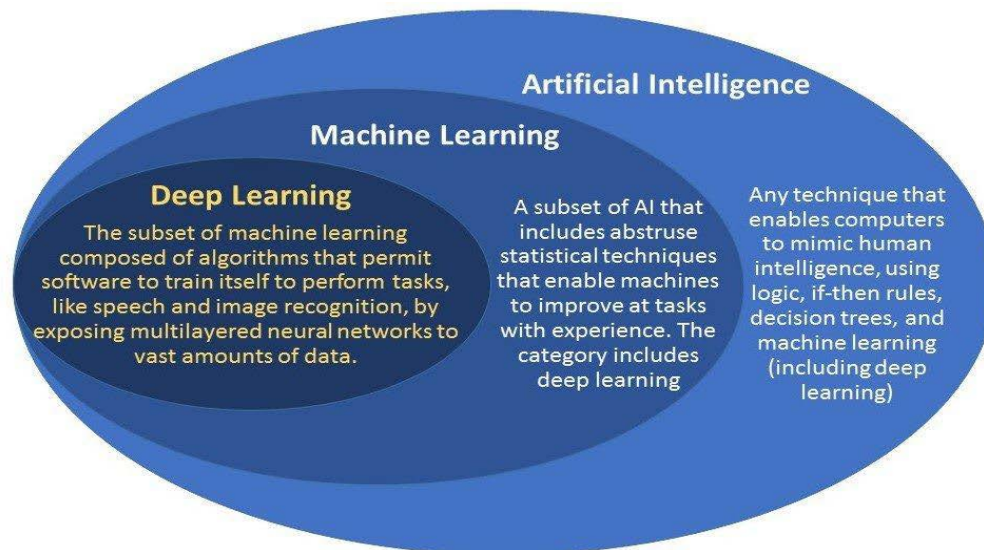 Artificial Intelligence
Machine Learning
Deep Learning
The subset of machine learning
composed of algorithms that permit
software to train itself to perform tasks,
like speech and image recognition, by
exposing multilayered neural networks to
vast amounts of data.
A subset of AI that
includes abstruse
statistical techniques
that enable machines
to improve at tasks
with experience. The
category includes
deep learning
Any technique that
enables computers
to mimic human
intelligence, using
logic, if-then rules,
decision trees, and
machine learning
(including deep
learning)